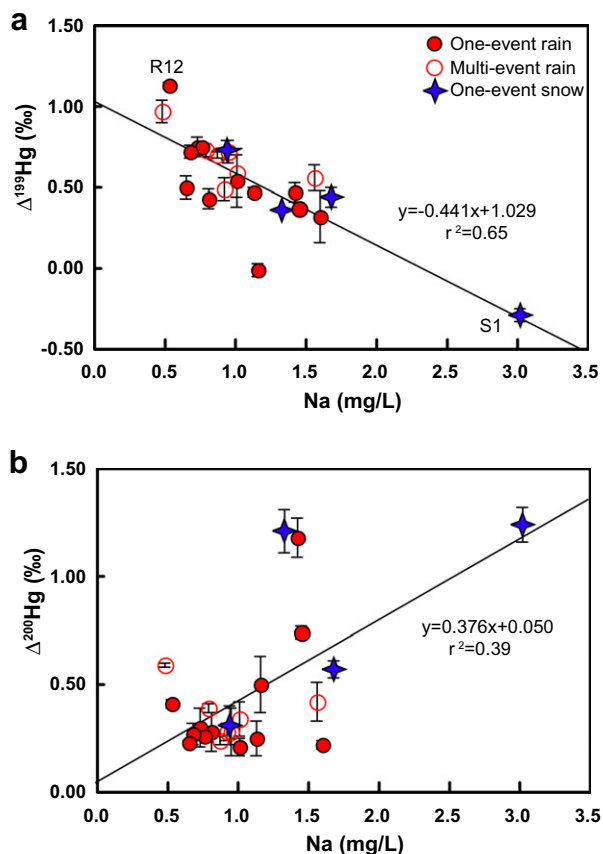 a
1.50
R12
One-event rain
Multi-event rain
One-event snow
1.00
Δ¹⁹⁹Hg (‰)
0.50
y=-0.441x+1.029
r²=0.65
0.00
S1
-0.50
0.0 0.5 1.0 1.5 2.0 2.5 3.0 3.5
Na (mg/L)
b
1.50
1.00
Δ²⁰⁰Hg (‰)
y=0.376x+0.050
r²=0.39
0.50
0.00
0.0 0.5 1.0 1.5 2.0 2.5 3.0 3.5
Na (mg/L)